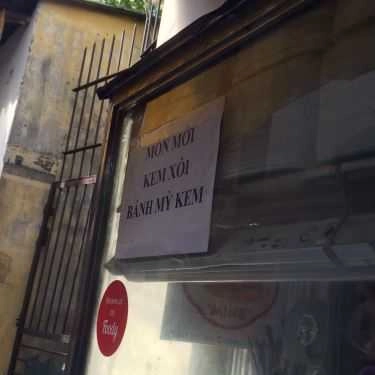 MÓN MỚI
KEM XÔI
BÁNH MỲ KEM
Foody